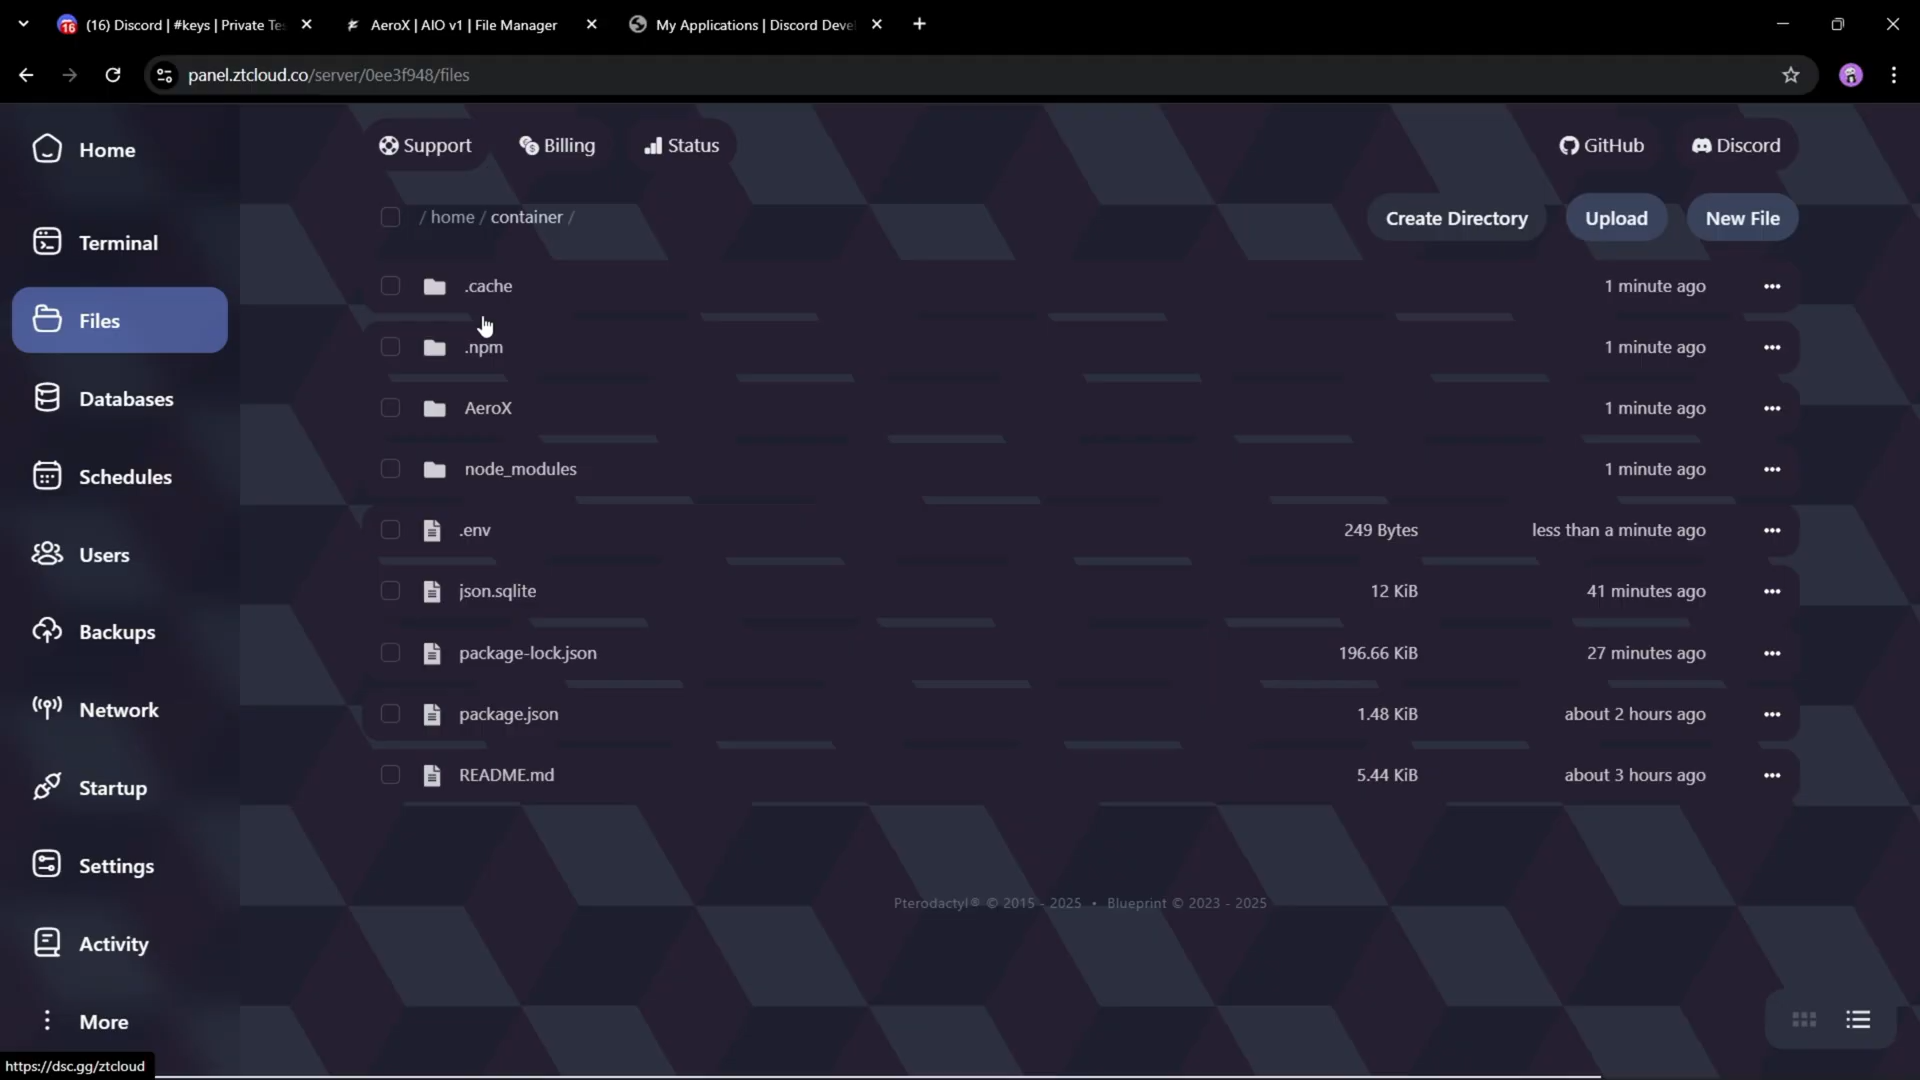 16
(16) Discord | #keys | Private Te
AeroX | AIO v1 | File Manager
My Applications | Discord Deve
panel.ztcloud.co/server/0ee3f948/files
Home
Terminal
Files
Databases
Schedules
Users
Backups
Network
Startup
Settings
Activity
More
Support
Billing
Status
GitHub
Discord
/ home / container /
Create Directory
Upload
New File
.cache 1 minute ago
.npm 1 minute ago
AeroX 1 minute ago
node_modules 1 minute ago
.env 249 Bytes less than a minute ago
json.sqlite 12 KiB 41 minutes ago
package-lock.json 196.66 KiB 27 minutes ago
package.json 1.48 KiB about 2 hours ago
README.md 5.44 KiB about 3 hours ago
Pterodactyl® © 2015 - 2025 • Blueprint © 2023 - 2025
https://dsc.gg/ztcloud